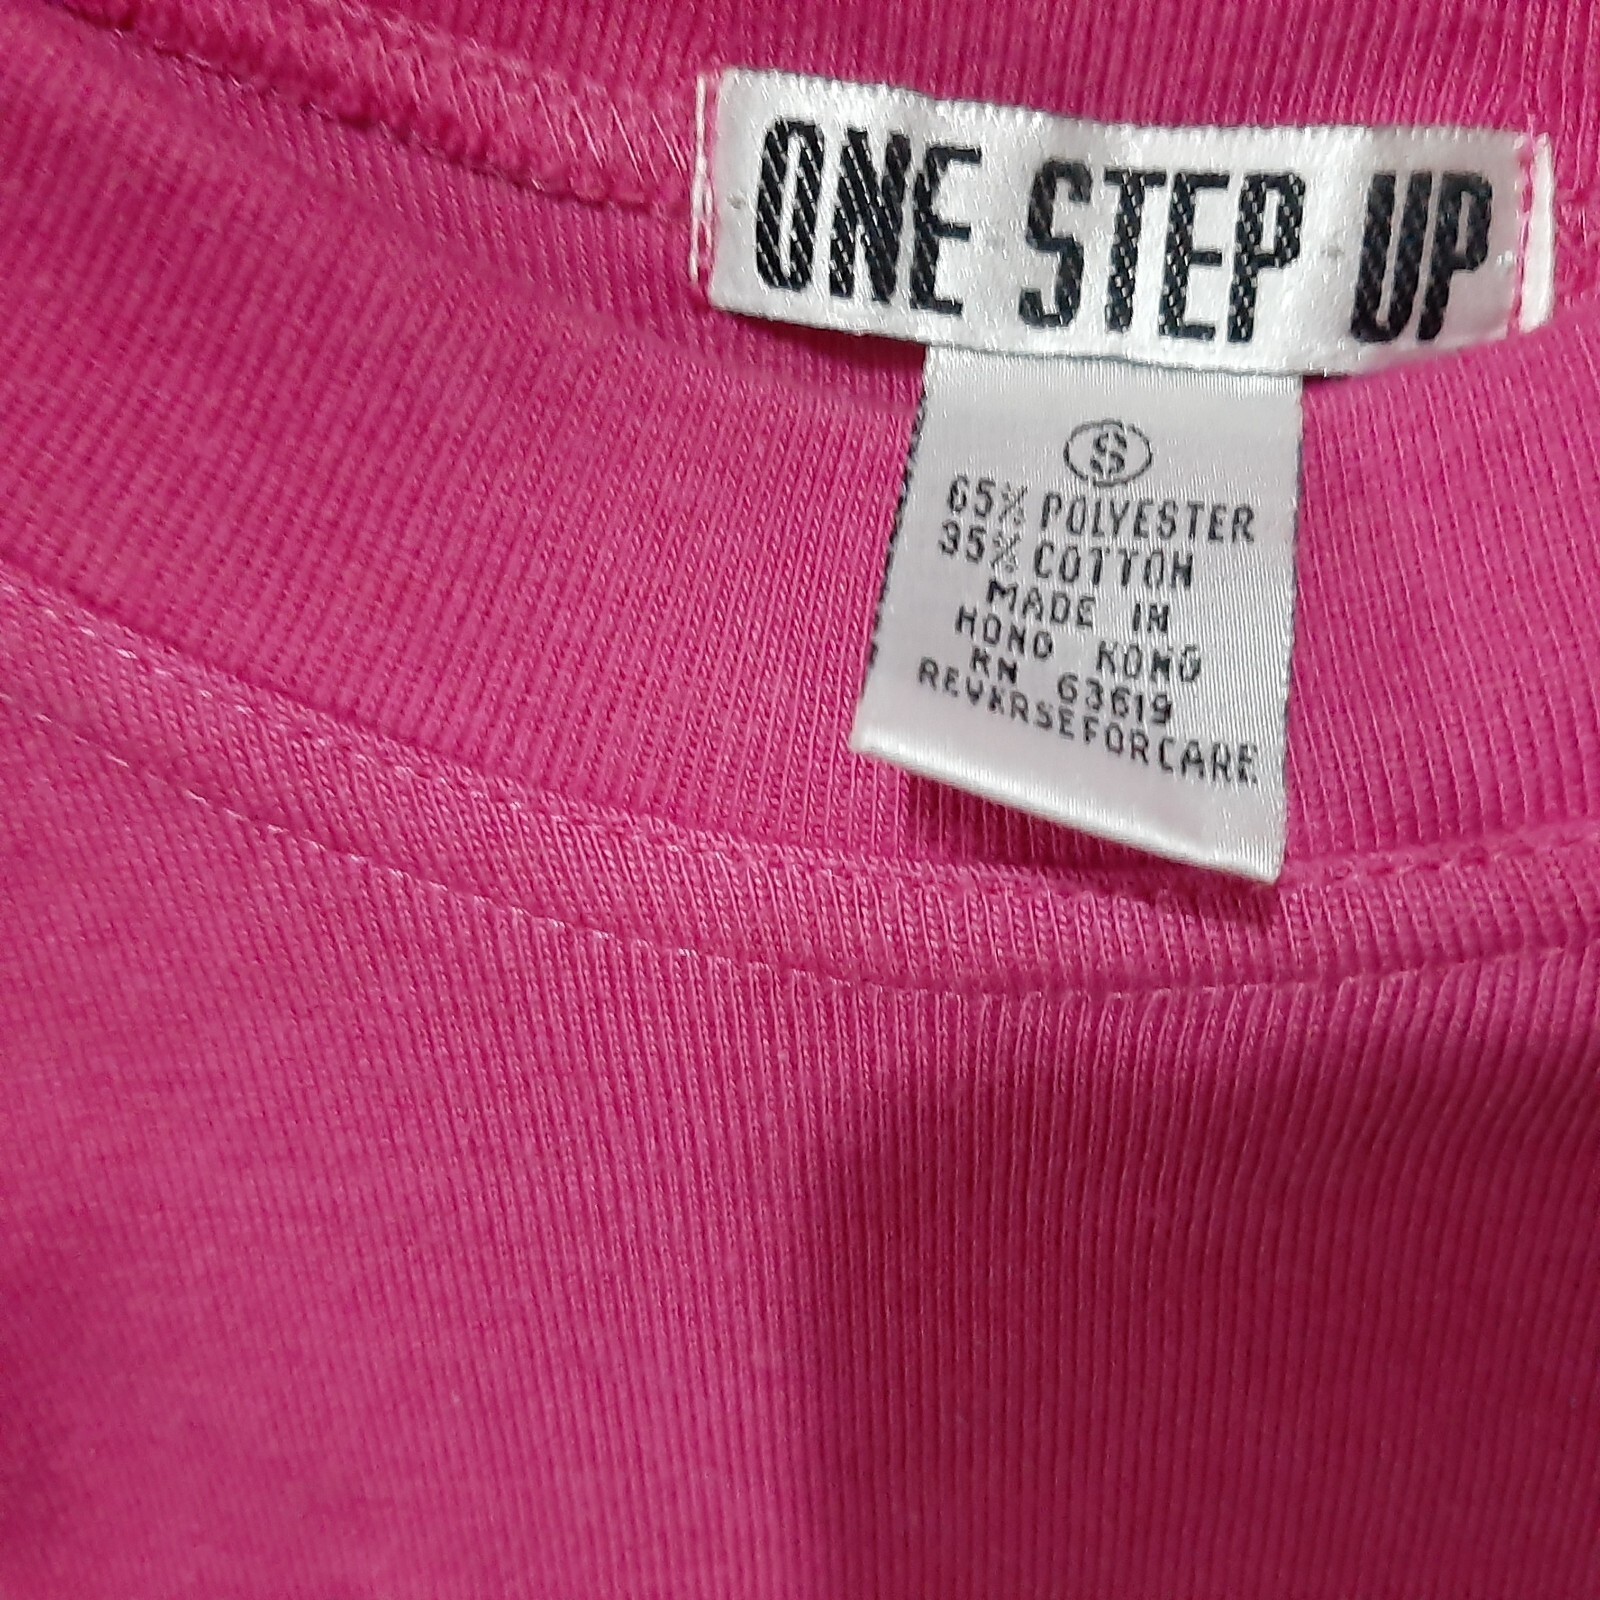 ONE STEP UP
S
65% POLYESTER
35% COTTON
MADE IN
HONG KONG
RN 63619
REVERSEFORCARE